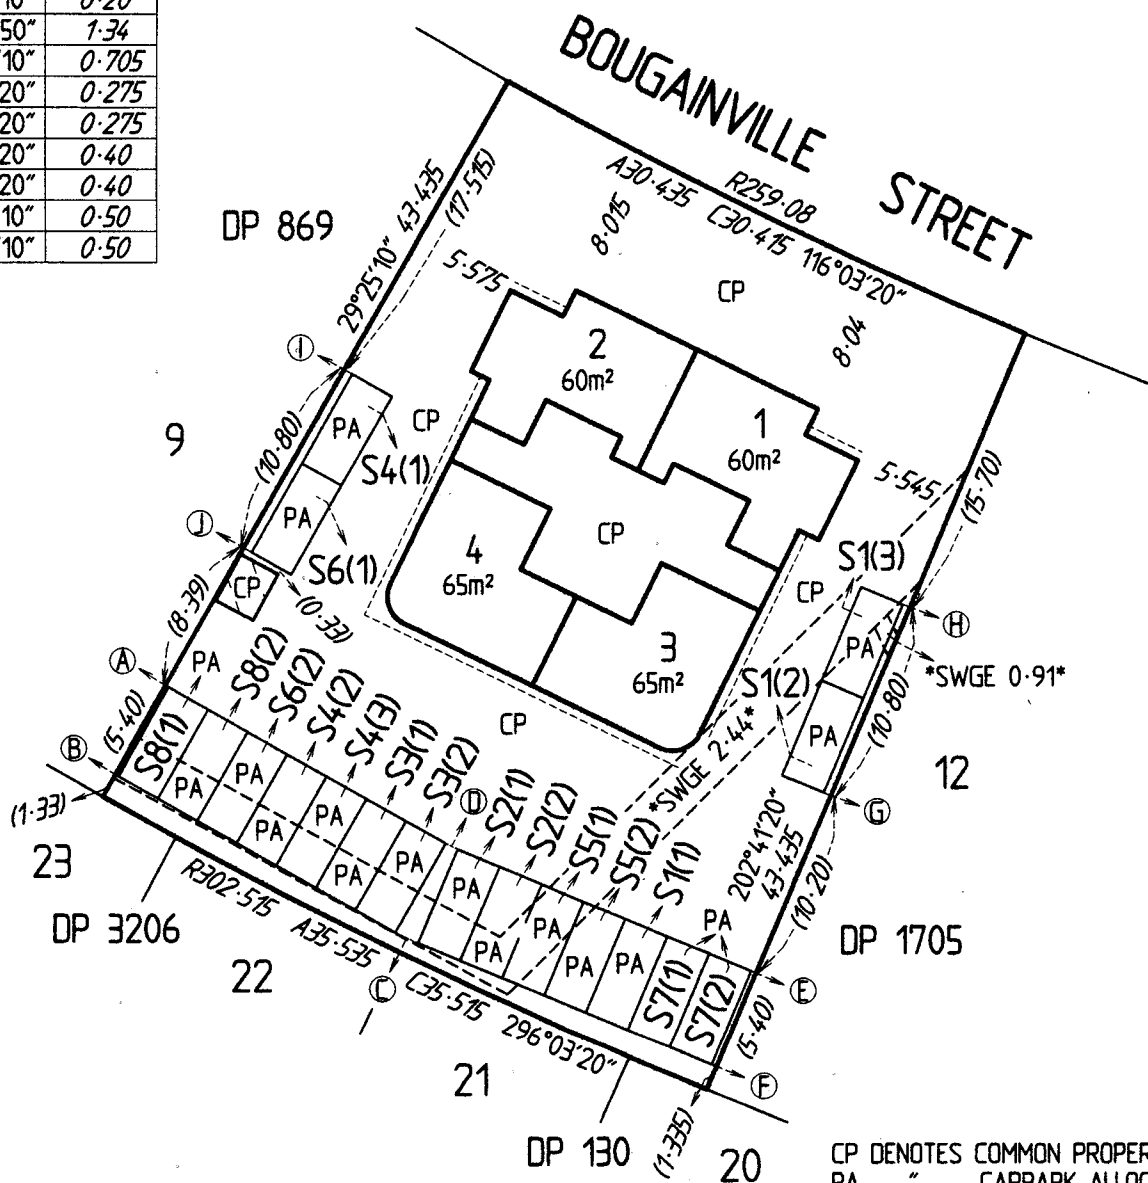 0·20
50" 1·34
10" 0·705
20" 0·275
20" 0·275
20" 0·40
20" 0·40
10" 0·50
10" 0·50
BOUGAINVILLE STREET
R259·08
A30·435 C30·415 116°03'20"
DP 869
29°25'10" 43·435
(17·515)
5·575
8·015
CP
8·04
I
2
60m²
1
60m²
9
(10·80)
PA
CP
S4(1)
5·545
(15·70)
J
PA
S6(1)
4
65m²
CP
S1(3)
CP
CP
(0·33)
(8·39)
3
65m²
PA
H
*SWGE 0·91*
S1(2)
PA
(10·80)
12
G
A
PA
S8(2)
S6(2)
S4(2)
S4(3)
S3(1)
S3(2)
D
S2(1)
S2(2)
S5(1)
S5(2)
S1(1)
CP
*SWGE 2·44*
202°41'20"
43·435
(10·20)
(5·40)
B
S8(1)
PA
PA
PA
PA
PA
PA
PA
PA
PA
PA
PA
PA
PA
PA
S7(1)
S7(2)
E
(5·40)
F
(1·33)
23
DP 3206
R302·515 A35·535 C35·515 296°03'20"
22
C
DP 1705
21
DP 130
(1·335)
20
CP DENOTES COMMON PROPER
PA " CARPARK ALLOC